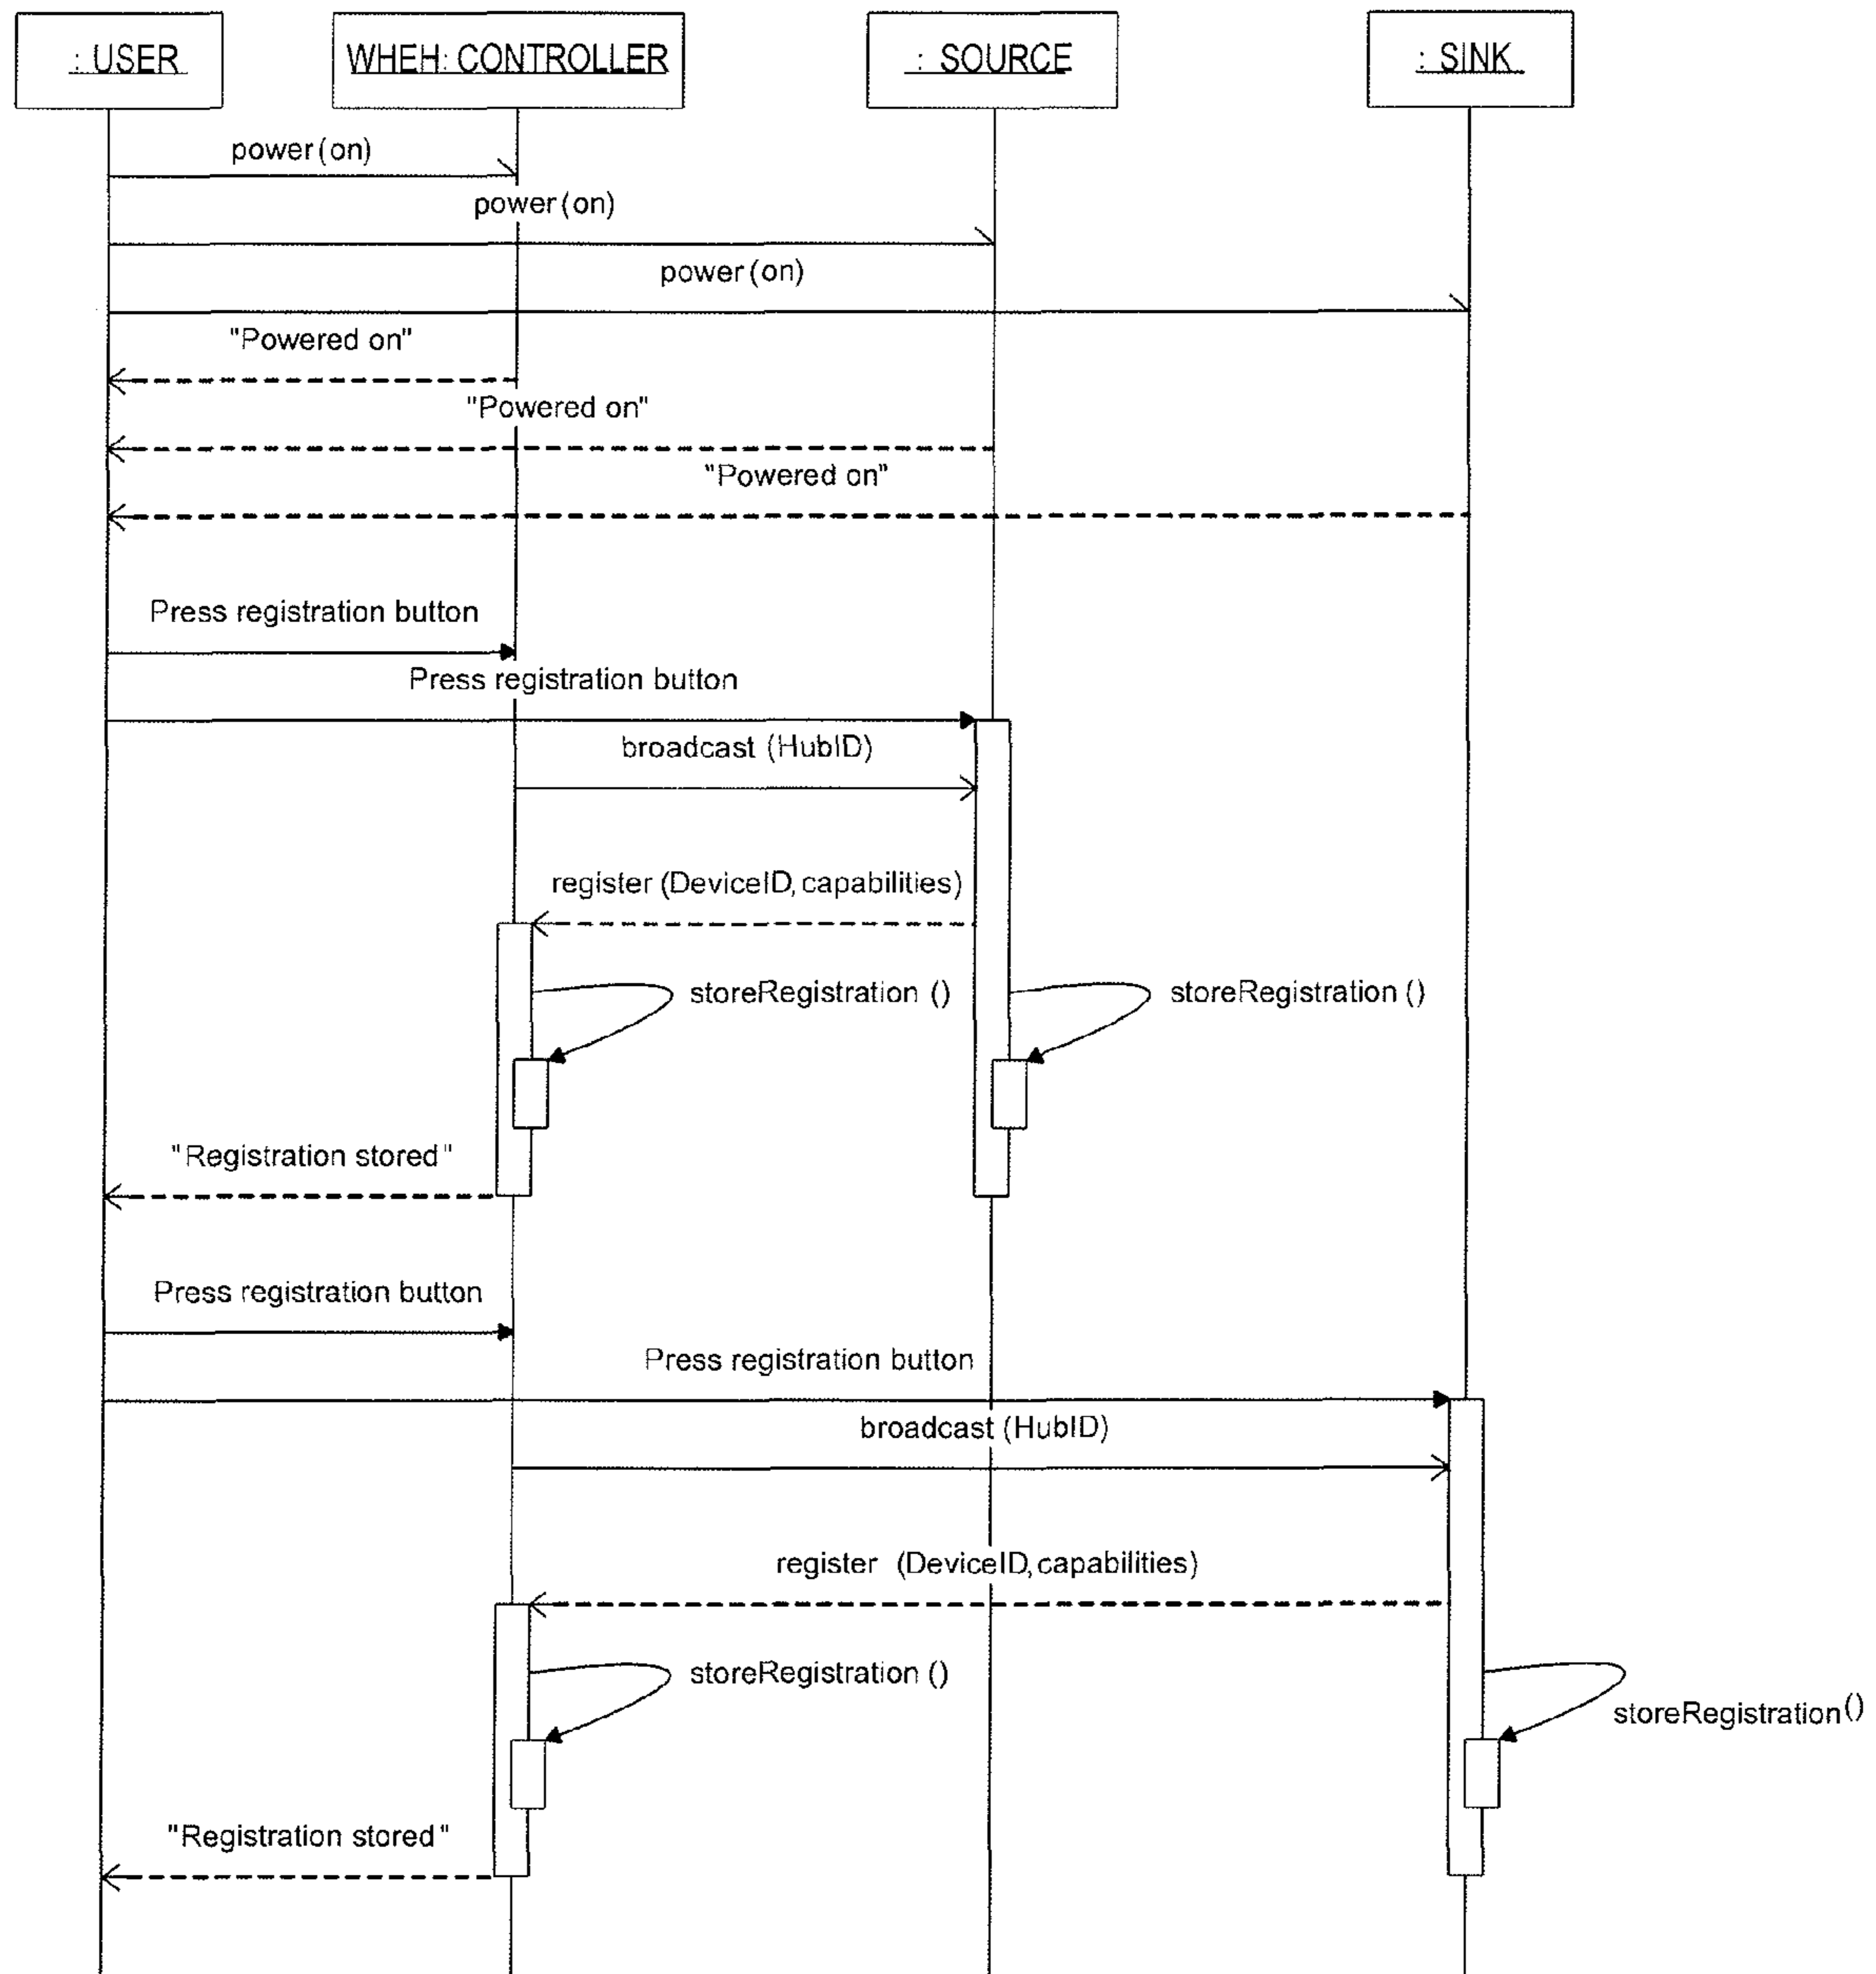 : USER
WHEH: CONTROLLER
: SOURCE
: SINK
power (on)
power (on)
power (on)
"Powered on"
"Powered on"
"Powered on"
Press registration button
Press registration button
broadcast (HubID)
register (DeviceID, capabilities)
storeRegistration ()
storeRegistration ()
"Registration stored"
Press registration button
Press registration button
broadcast (HubID)
register (DeviceID, capabilities)
storeRegistration ()
storeRegistration ()
"Registration stored"